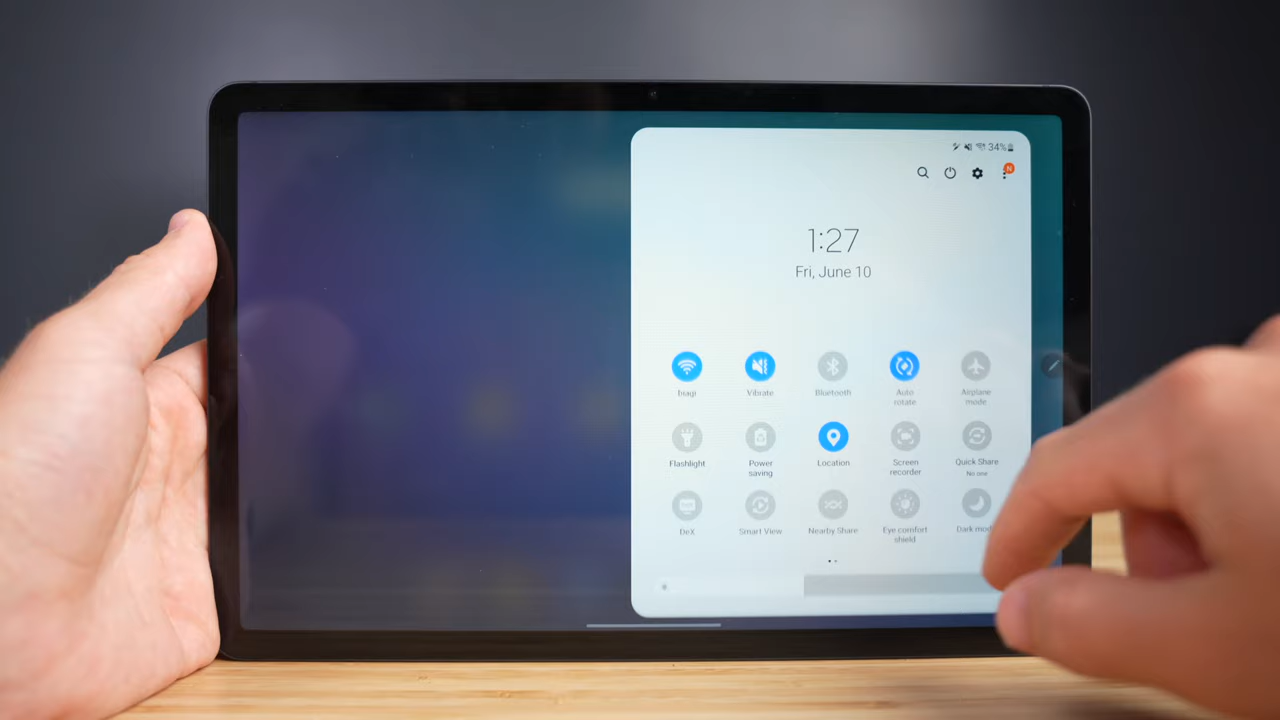 34%
N
1:27
Fri, June 10
biagi
Vibrate
Bluetooth
Auto
rotate
Airplane
mode
Flashlight
Power
saving
Location
Screen
recorder
Quick Share
No one
DeX
Smart View
Nearby Share
Eye comfort
shield
Dark mode